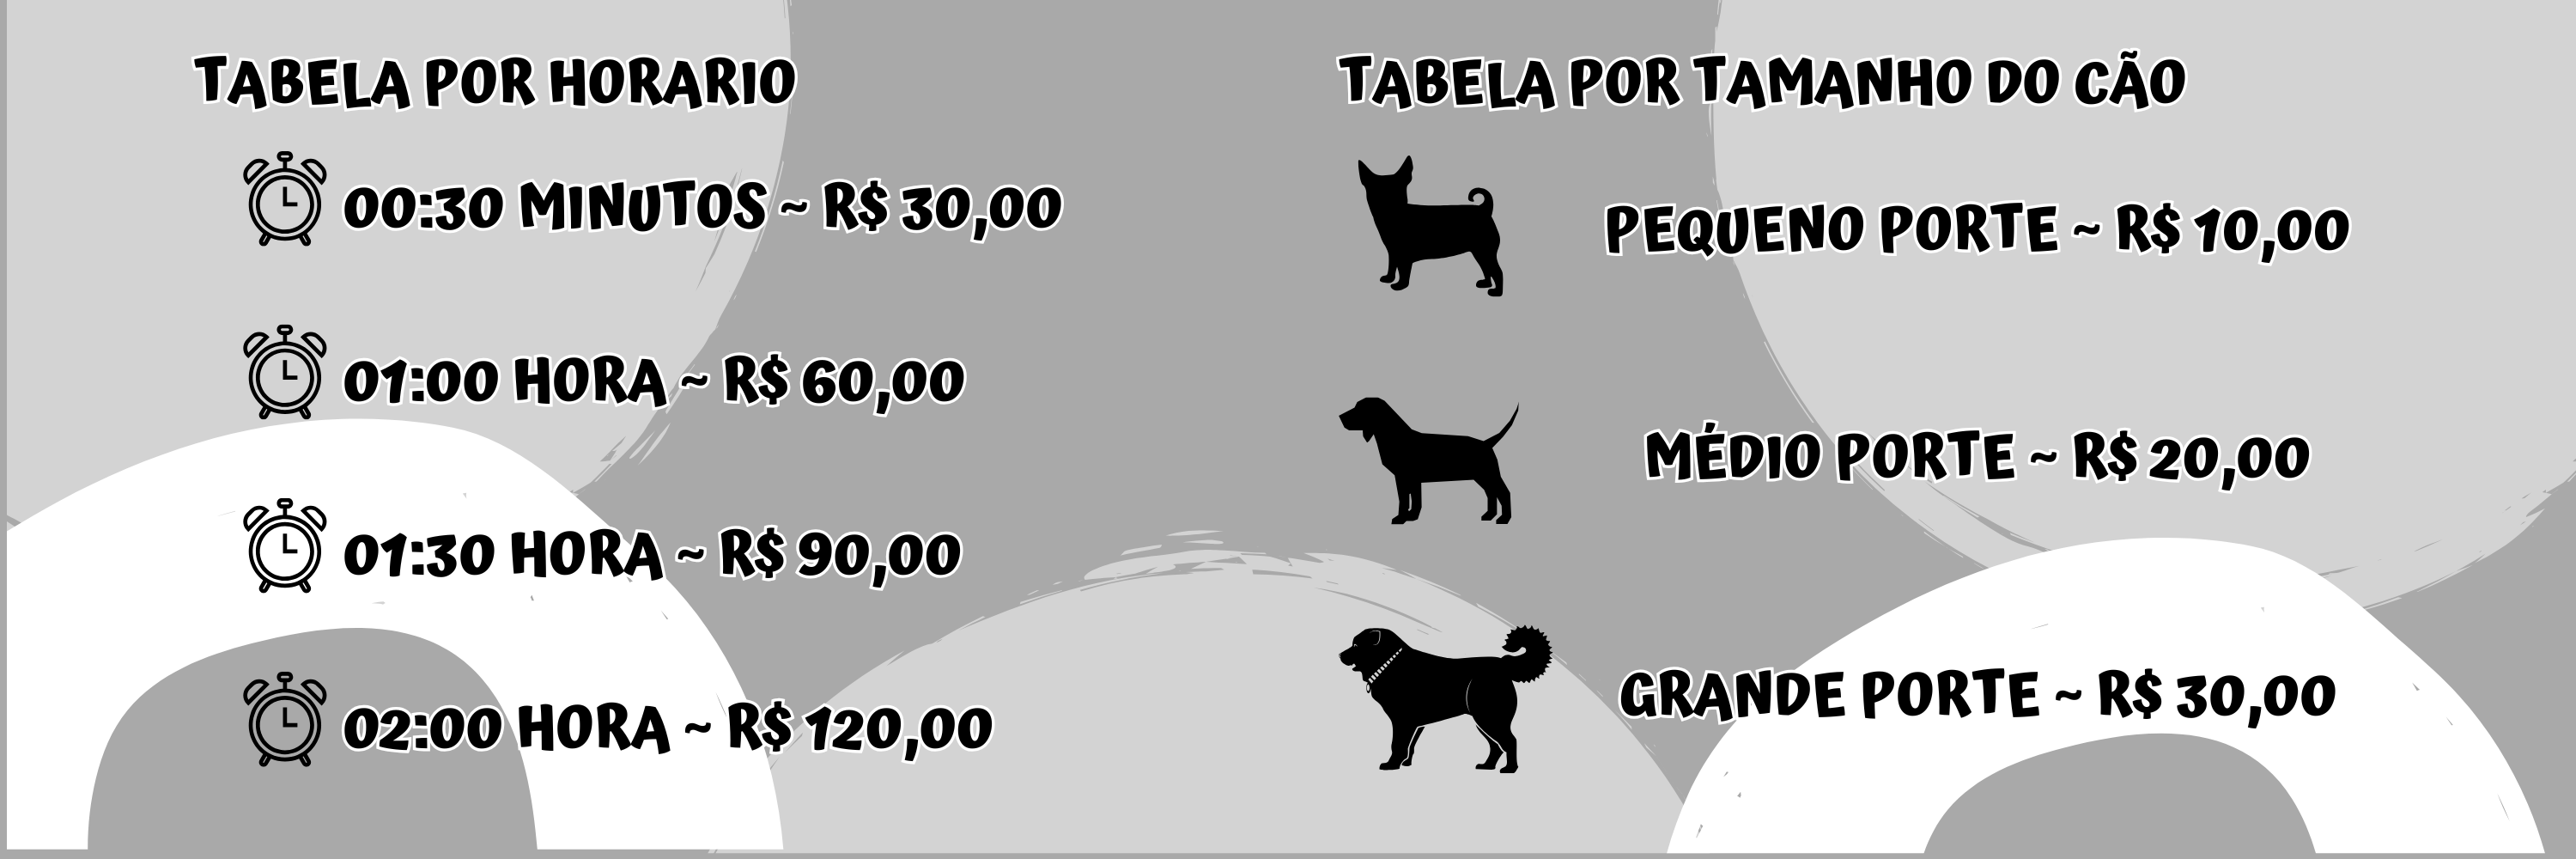 TABELA POR HORARIO
00:30 MINUTOS ~ R$ 30,00
01:00 HORA ~ R$ 60,00
01:30 HORA ~ R$ 90,00
02:00 HORA ~ R$ 120,00
TABELA POR TAMANHO DO CÃO
PEQUENO PORTE ~ R$ 10,00
MÉDIO PORTE ~ R$ 20,00
GRANDE PORTE ~ R$ 30,00